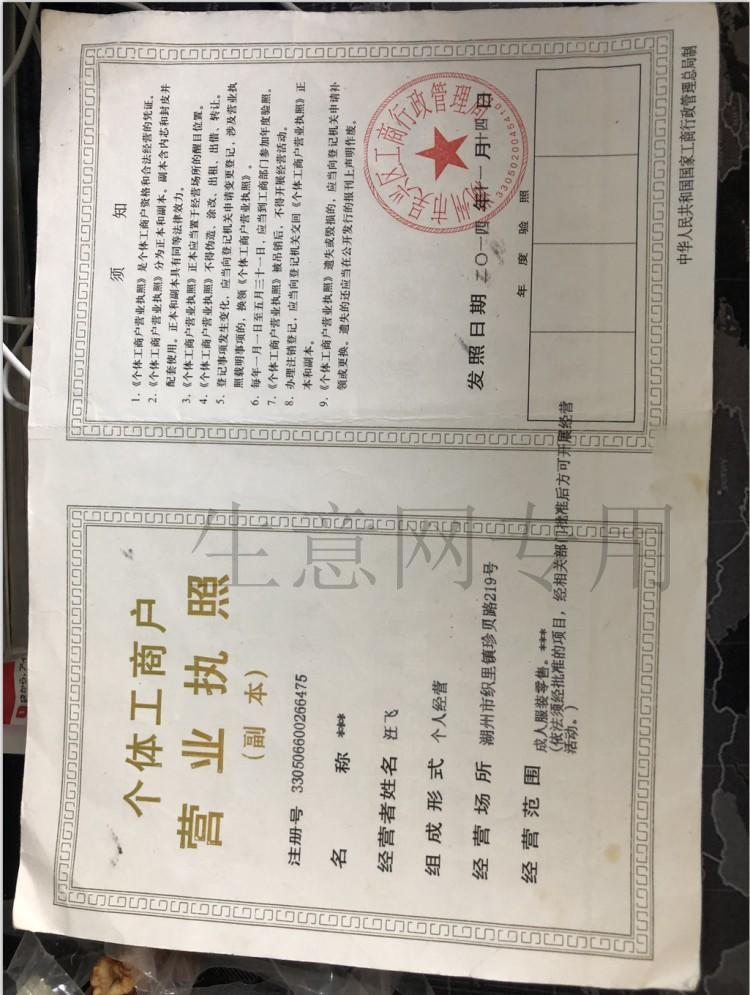 个体工商户
营业执照
（副 本）
注册号 330506600266475
名 称 ***
经营者姓名 汪飞
组成形式 个人经营
经营场所 湖州市织里镇珍贝路219号
经营范围 成人服装零售。***
（依法须经批准的项目，经相关部门批准后方可开展经营
活动。）
须 知
1、《个体工商户营业执照》是个体工商户资格和合法经营的凭证。
2、《个体工商户营业执照》分为正本和副本。副本含内芯和封皮并
配套使用。正本和副本具有同等法律效力。
3、《个体工商户营业执照》正本应当置于经营场所的醒目位置。
4、《个体工商户营业执照》不得伪造、涂改、出租、出借、转让。
5、登记事项发生变化，应当向登记机关申请变更登记，涉及营业执
照载明事项的，换领《个体工商户营业执照》。
6、每年一月一日至五月三十一日，应当到工商部门参加年度验照。
7、《个体工商户营业执照》被吊销后，不得开展经营活动。
8、办理注销登记，应当向登记机关交回《个体工商户营业执照》正
本和副本。
9、《个体工商户营业执照》遗失或毁损的，应当向登记机关申请补
领或更换。遗失的还应当在公开发行的报刊上声明作废。
发照日期 二〇一四年十一月十四日
湖州市吴兴区工商行政管理局
3305020045410
年 度 验 照
中华人民共和国国家工商行政管理总局制
生意网专用